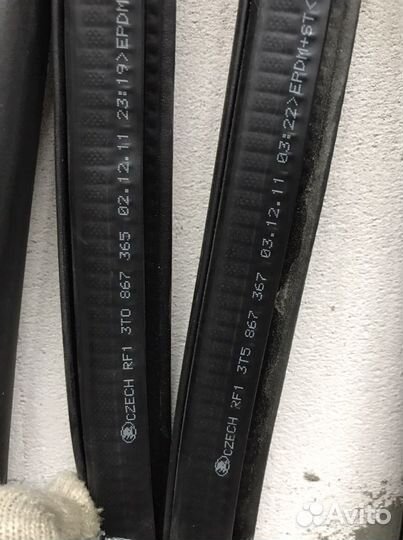 CZECH RF1 3T0 867 365 02.12.11 23:19>EPDM
CZECH RF1 3T5 867 367 03.12.11 03:22>EPDM+ST<
Avito